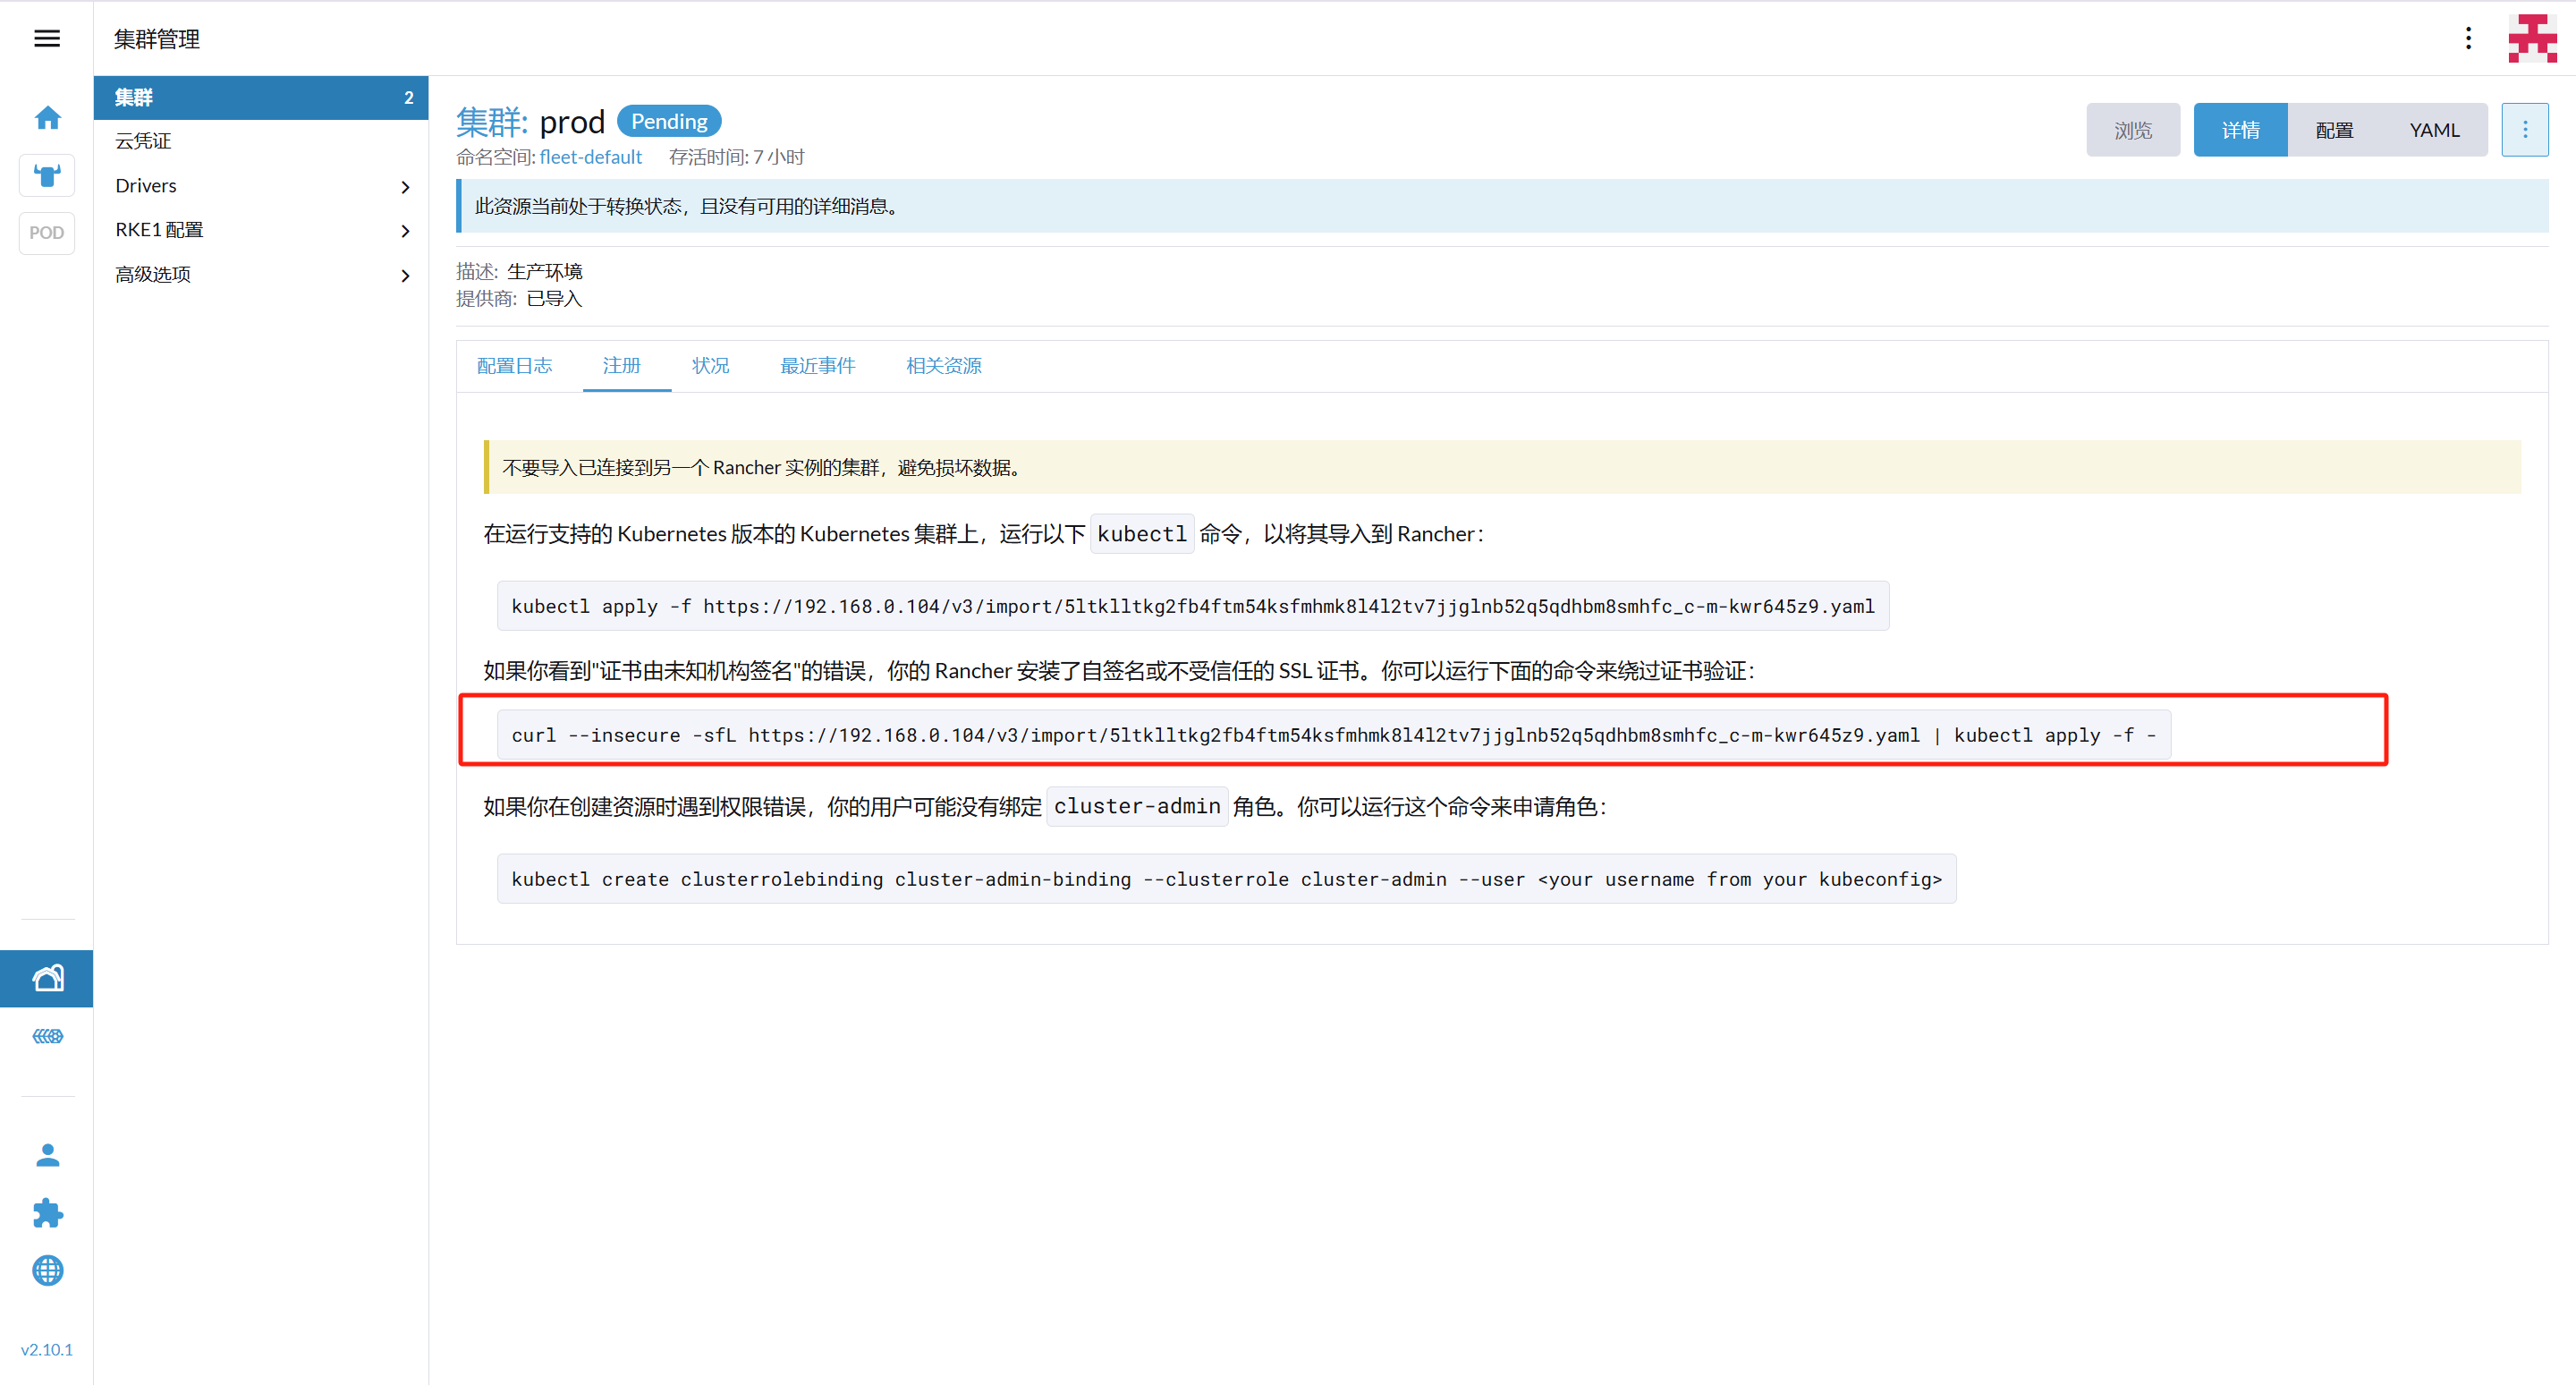 集群管理
POD
v2.10.1
集群 2
云凭证
Drivers
RKE1 配置
高级选项
集群: prod Pending
命名空间: fleet-default 存活时间: 7 小时
浏览 详情 配置 YAML
此资源当前处于转换状态，且没有可用的详细消息。
描述: 生产环境
提供商: 已导入
配置日志 注册 状况 最近事件 相关资源
不要导入已连接到另一个 Rancher 实例的集群，避免损坏数据。
在运行支持的 Kubernetes 版本的 Kubernetes 集群上，运行以下 kubectl 命令，以将其导入到 Rancher：
kubectl apply -f https://192.168.0.104/v3/import/5ltklltkg2fb4ftm54ksfmhmk8l4l2tv7jjglnb52q5qdhbm8smhfc_c-m-kwr645z9.yaml
如果你看到"证书由未知机构签名"的错误，你的 Rancher 安装了自签名或不受信任的 SSL 证书。你可以运行下面的命令来绕过证书验证：
curl --insecure -sfL https://192.168.0.104/v3/import/5ltklltkg2fb4ftm54ksfmhmk8l4l2tv7jjglnb52q5qdhbm8smhfc_c-m-kwr645z9.yaml | kubectl apply -f -
如果你在创建资源时遇到权限错误，你的用户可能没有绑定 cluster-admin 角色。你可以运行这个命令来申请角色：
kubectl create clusterrolebinding cluster-admin-binding --clusterrole cluster-admin --user <your username from your kubeconfig>